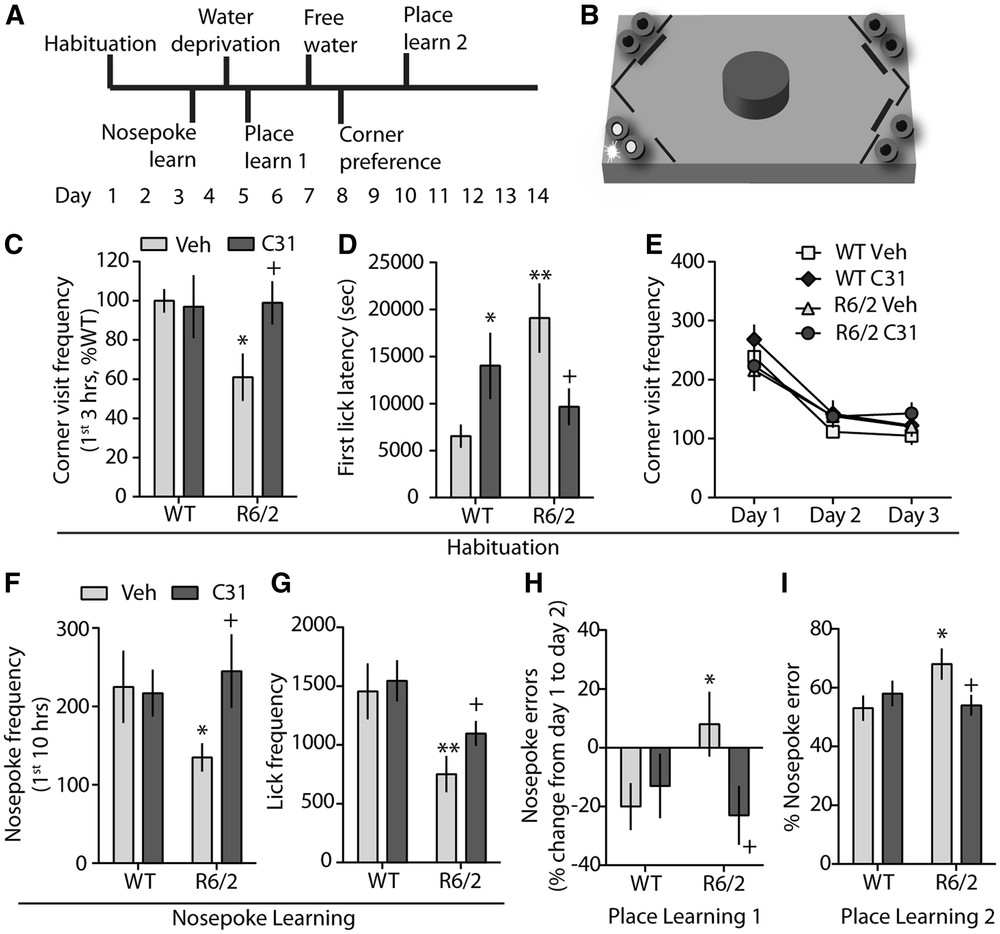 A
Habituation
Water
deprivation
Free
water
Place
learn 2
Nosepoke
learn
Place
learn 1
Corner
preference
Day 1 2 3 4 5 6 7 8 9 10 11 12 13 14
B
C
Veh C31
Corner visit frequency
(1st 3 hrs, %WT)
120
100
80
60
40
20
0
*
+
WT R6/2
D
First lick latency (sec)
25000
20000
15000
10000
5000
0
*
**
+
WT R6/2
E
Corner visit frequency
400
300
200
100
0
WT Veh
WT C31
R6/2 Veh
R6/2 C31
Day 1 Day 2 Day 3
Habituation
F
Veh C31
Nosepoke frequency
(1st 10 hrs)
300
200
100
0
*
+
WT R6/2
G
Lick frequency
2000
1500
1000
500
0
**
+
WT R6/2
Nosepoke Learning
H
Nosepoke errors
(% change from day 1 to day 2)
40
20
0
-20
-40
*
+
WT R6/2
Place Learning 1
I
% Nosepoke error
80
60
40
20
0
*
+
WT R6/2
Place Learning 2